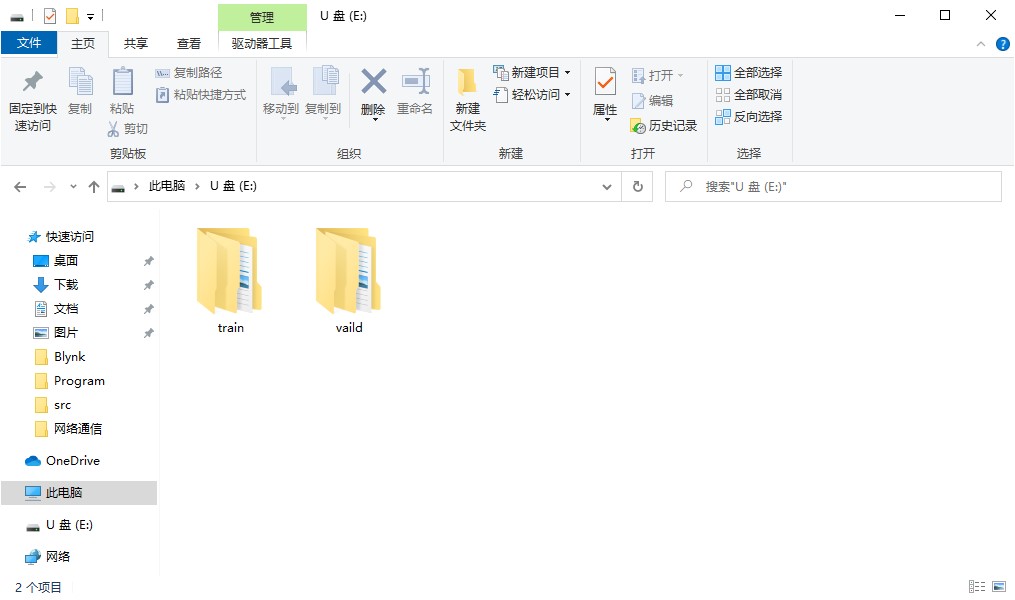 管理
U 盘 (E:)
文件
主页
共享
查看
驱动器工具
固定到快速访问
复制
粘贴
复制路径
粘贴快捷方式
剪切
剪贴板
移动到
复制到
删除
重命名
组织
新建
文件夹
新建项目
轻松访问
新建
属性
打开
编辑
历史记录
打开
全部选择
全部取消
反向选择
选择
此电脑 › U 盘 (E:)
搜索"U 盘 (E:)"
快速访问
桌面
下载
文档
图片
Blynk
Program
src
网络通信
OneDrive
此电脑
U 盘 (E:)
网络
train
vaild
2 个项目